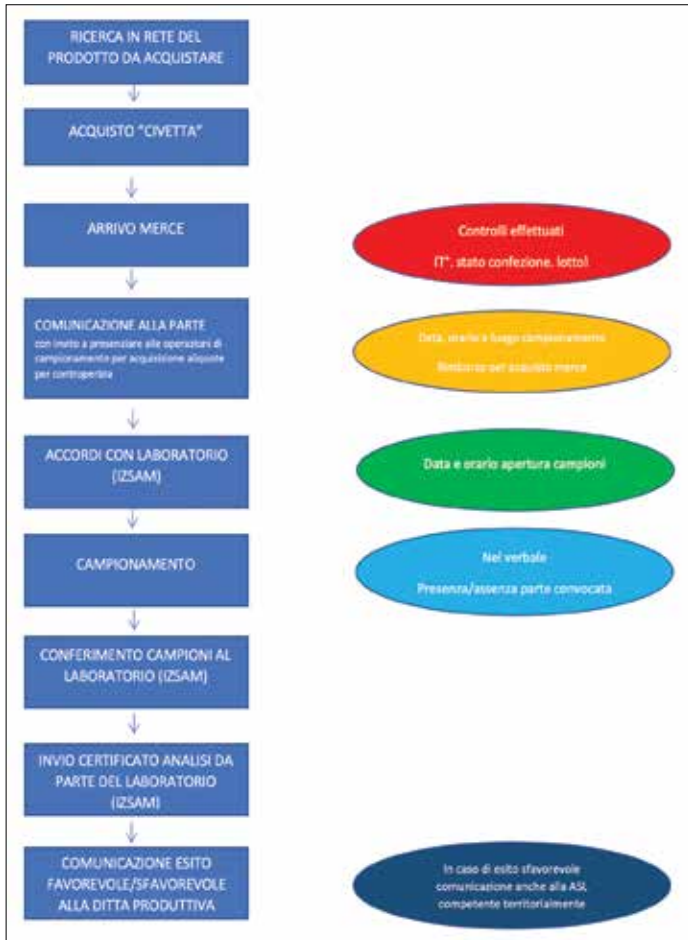 RICERCA IN RETE DEL
PRODOTTO DA ACQUISTARE
ACQUISTO "CIVETTA"
ARRIVO MERCE
Controlli effettuati
(T°, stato confezione, lotto)
COMUNICAZIONE ALLA PARTE
con invito a presenziare alle operazioni di
campionamento per acquisizione aliquote
per controperizia
Data, orario e luogo campionamento
Rimborso per acquisto merce
ACCORDI CON LABORATORIO
(IZSAM)
Data e orario apertura campioni
CAMPIONAMENTO
Nel verbale
Presenza/assenza parte convocata
CONFERIMENTO CAMPIONI AL
LABORATORIO (IZSAM)
INVIO CERTIFICATO ANALISI DA
PARTE DEL LABORATORIO
(IZSAM)
COMUNICAZIONE ESITO
FAVOREVOLE/SFAVOREVOLE
ALLA DITTA PRODUTTIVA
In caso di esito sfavorevole
comunicazione anche alla ASL
competente territorialmente